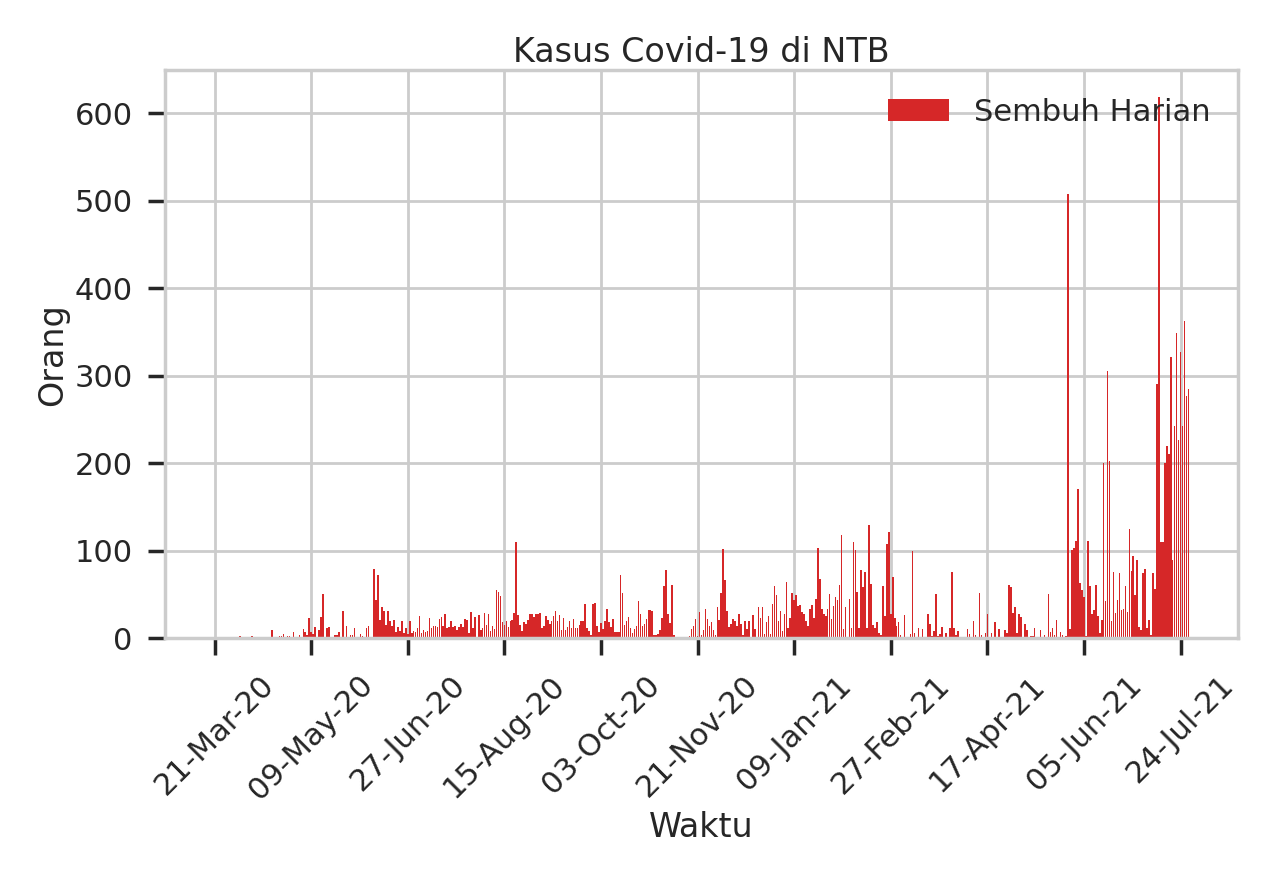 Kasus Covid-19 di NTB
Sembuh Harian
Orang
600
500
400
300
200
100
0
21-Mar-20
09-May-20
27-Jun-20
15-Aug-20
03-Oct-20
21-Nov-20
09-Jan-21
27-Feb-21
17-Apr-21
05-Jun-21
24-Jul-21
Waktu